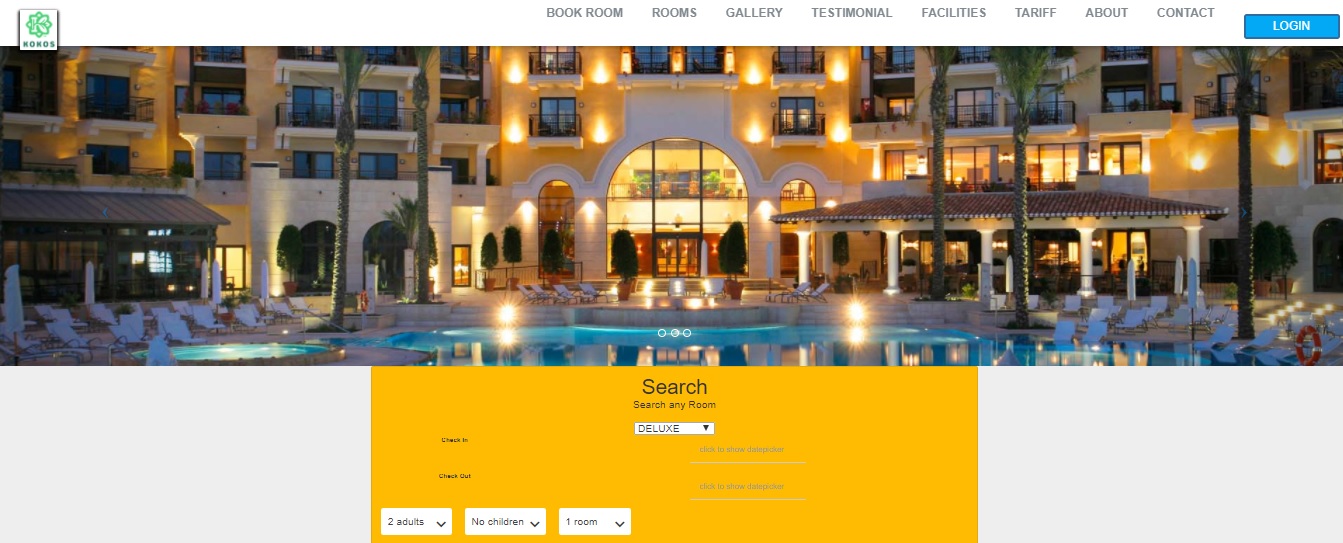 KOKOS
BOOK ROOM ROOMS GALLERY TESTIMONIAL FACILITIES TARIFF ABOUT CONTACT
LOGIN
Search
Search any Room
DELUXE
Check In
click to show datepicker
Check Out
click to show datepicker
2 adults No children 1 room